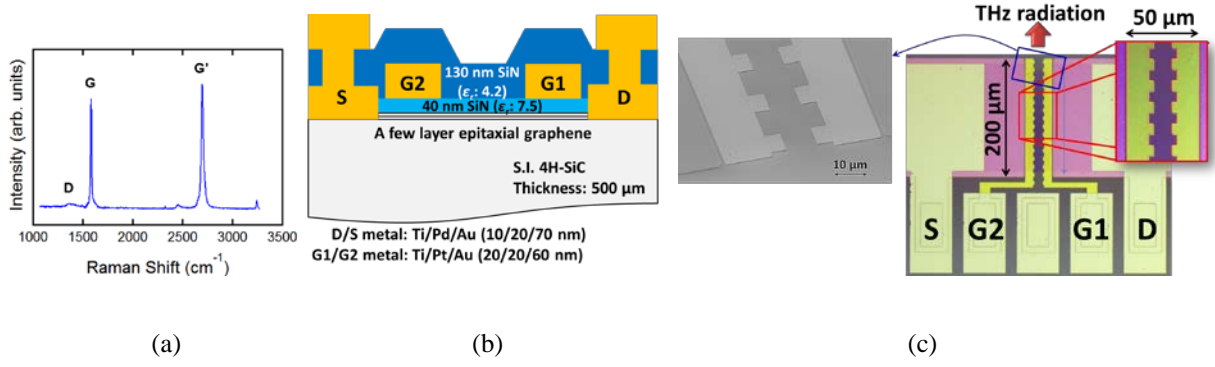 Intensity (arb. units)
G
G'
D
1000 1500 2000 2500 3000 3500
Raman Shift (cm⁻¹)
(a)
130 nm SiN
(εᵣ: 4.2)
G2
G1
S
D
40 nm SiN (εᵣ: 7.5)
A few layer epitaxial graphene
S.I. 4H-SiC
Thickness: 500 μm
D/S metal: Ti/Pd/Au (10/20/70 nm)
G1/G2 metal: Ti/Pt/Au (20/20/60 nm)
(b)
10 μm
THz radiation
50 μm
200 μm
S
G2
G1
D
(c)